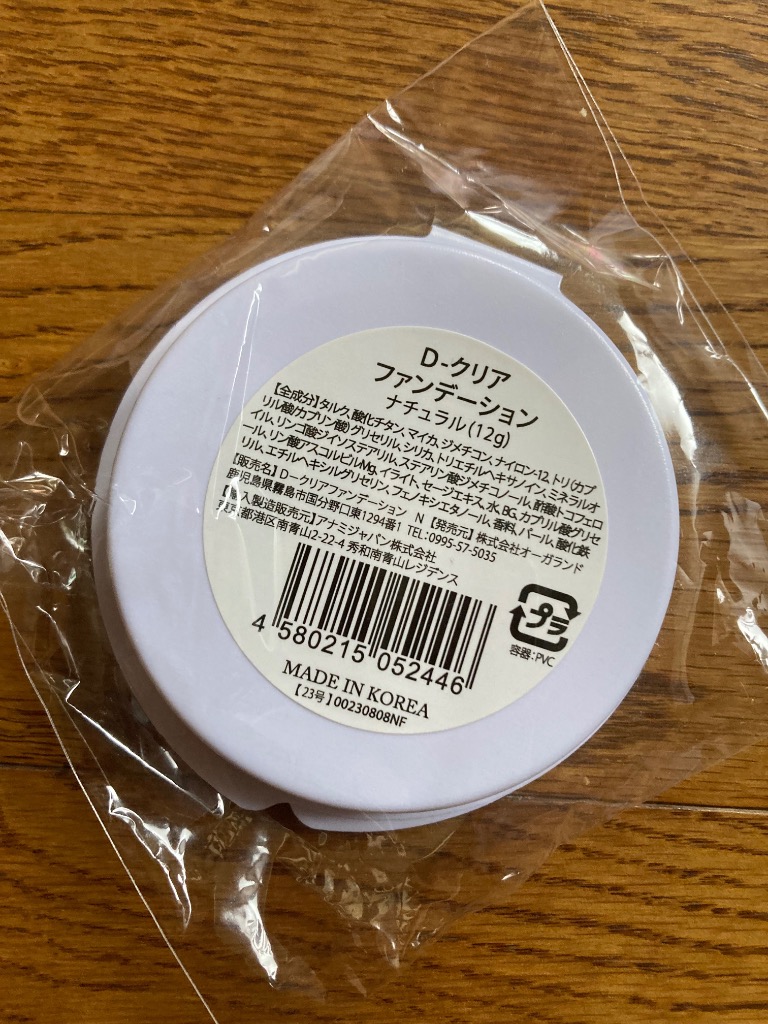 D-クリア
ファンデーション
ナチュラル(12g)
【全成分】タルク、酸化チタン、マイカ、ジメチコン、ナイロン-12、トリ(カプ
リル酸/カプリン酸)グリセリル、シリカ、トリエチルヘキサノイン、ミネラルオ
イル、リンゴ酸ジイソステアリル、ステアリン酸ジメチコノール、酢酸トコフェロ
ール、リン酸アスコルビルMg、イライト、セージエキス、水、BG、カプリル酸グリセ
リル、エチルヘキシルグリセリン、フェノキシエタノール、香料、パール、酸化鉄
【販売名】D-クリアファンデーション N【発売元】株式会社オーガランド
鹿児島県霧島市国分野口東1294番1 TEL:0995-57-5035
【輸入製造販売元】アナミジャパン株式会社
東京都港区南青山2-22-4 秀和南青山レジデンス
4 580215 052446
プラ
容器:PVC
MADE IN KOREA
【23号】00230808NF